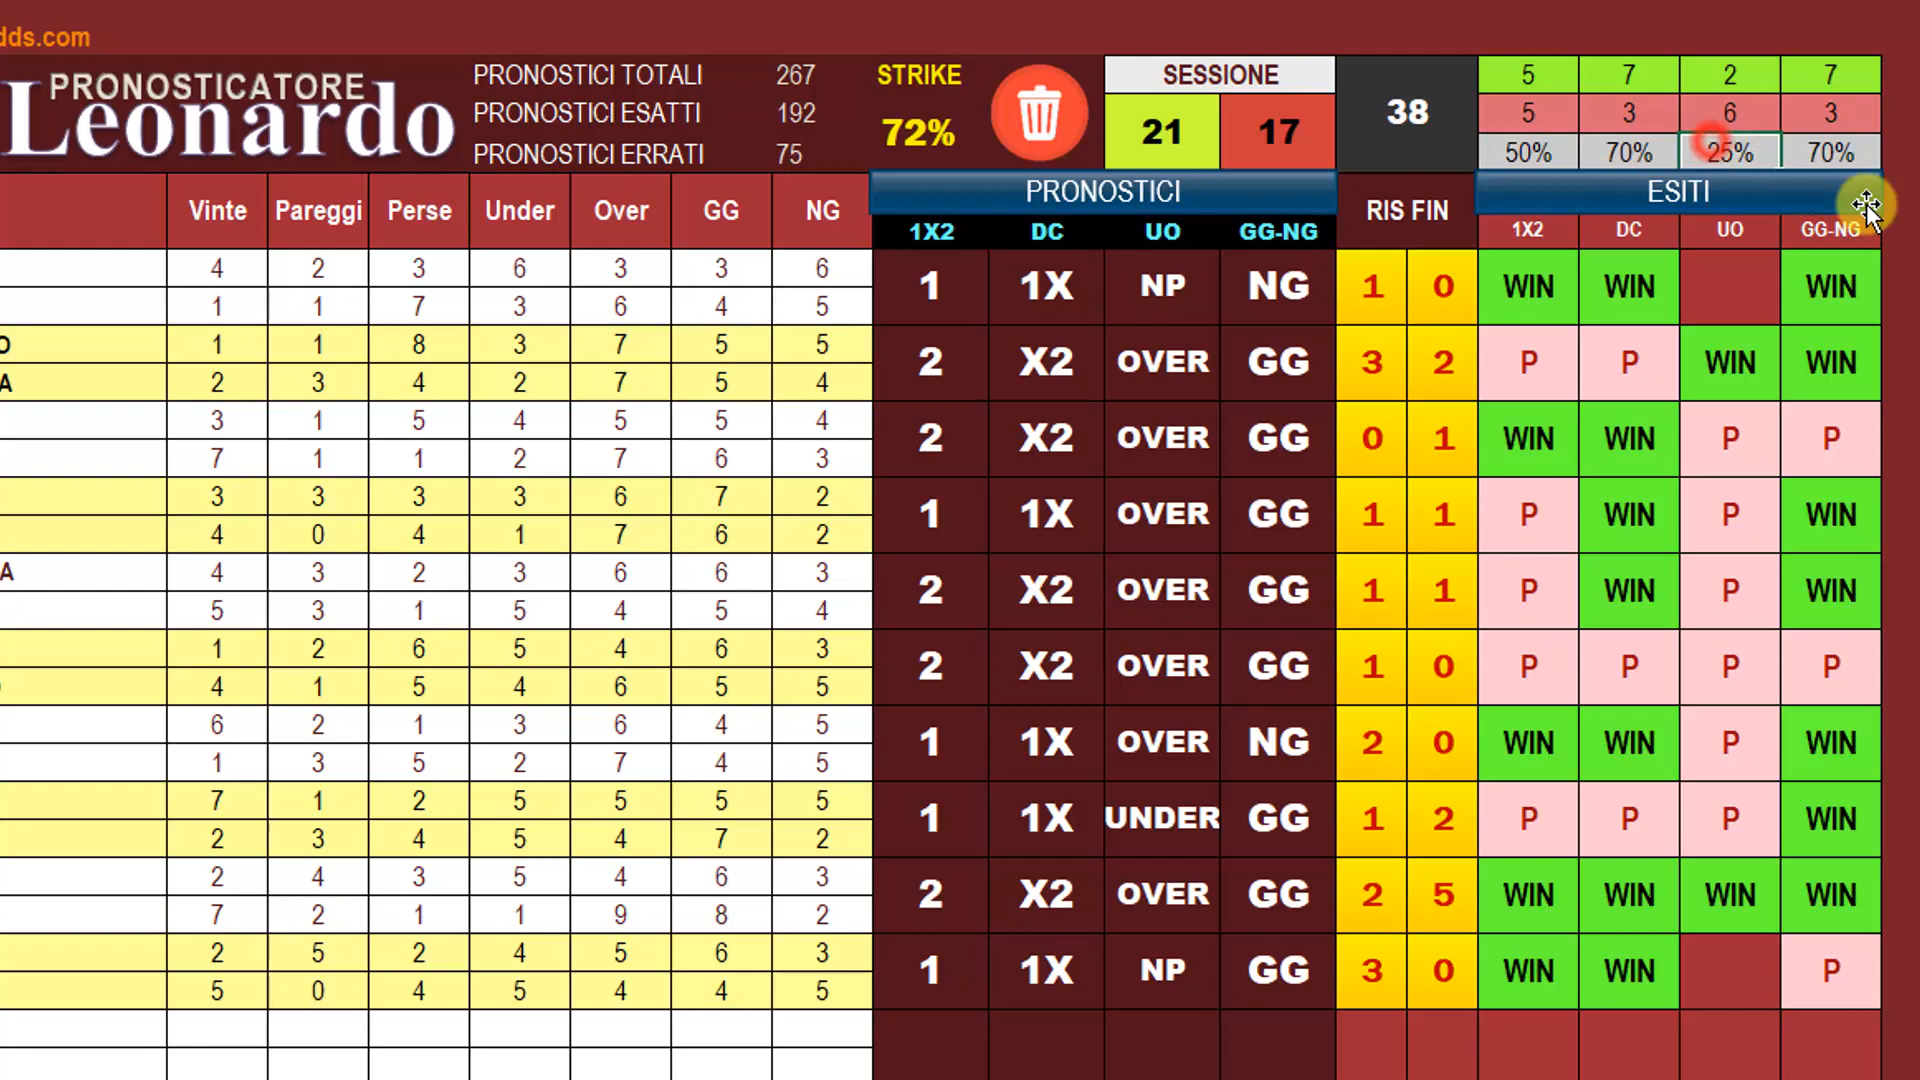 dds.com
PRONOSTICATORE
Leonardo
PRONOSTICI TOTALI 267
PRONOSTICI ESATTI 192
PRONOSTICI ERRATI 75
STRIKE
72%
SESSIONE
21 17
38
5 7 2 7
5 3 6 3
50% 70% 25% 70%
Vinte Pareggi Perse Under Over GG NG
PRONOSTICI
1X2 DC UO GG-NG
RIS FIN
ESITI
1X2 DC UO GG-NG
4 2 3 6 3 3 6
1 1 7 3 6 4 5
1 1X NP NG 1 0 WIN WIN WIN
O 1 1 8 3 7 5 5
A 2 3 4 2 7 5 4
2 X2 OVER GG 3 2 P P WIN WIN
3 1 5 4 5 5 4
7 1 1 2 7 6 3
2 X2 OVER GG 0 1 WIN WIN P P
3 3 3 3 6 7 2
4 0 4 1 7 6 2
1 1X OVER GG 1 1 P WIN P WIN
A 4 3 2 3 6 6 3
5 3 1 5 4 5 4
2 X2 OVER GG 1 1 P WIN P WIN
1 2 6 5 4 6 3
4 1 5 4 6 5 5
2 X2 OVER GG 1 0 P P P P
6 2 1 3 6 4 5
1 3 5 2 7 4 5
1 1X OVER NG 2 0 WIN WIN P WIN
7 1 2 5 5 5 5
2 3 4 5 4 7 2
1 1X UNDER GG 1 2 P P P WIN
2 4 3 5 4 6 3
7 2 1 1 9 8 2
2 X2 OVER GG 2 5 WIN WIN WIN WIN
2 5 2 4 5 6 3
5 0 4 5 4 4 5
1 1X NP GG 3 0 WIN WIN P